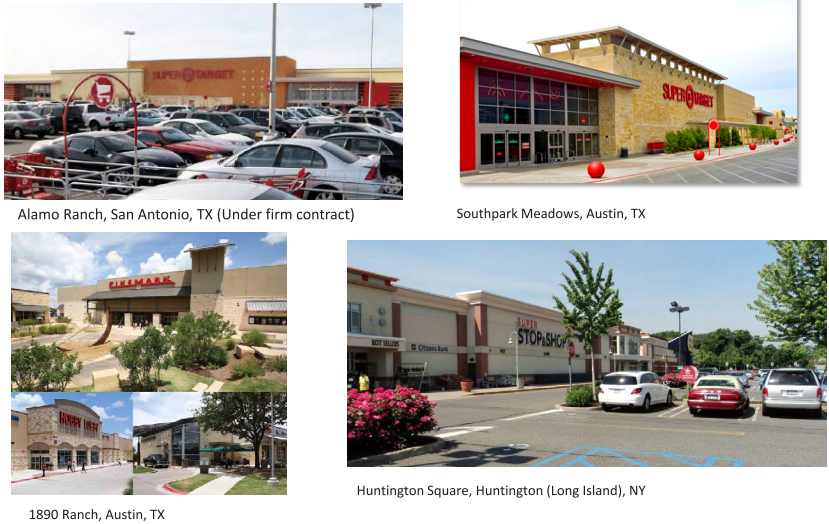 SUPER TARGET
Alamo Ranch, San Antonio, TX (Under firm contract)
SUPER TARGET
Southpark Meadows, Austin, TX
CINEMARK
HOBBY LOBBY
1890 Ranch, Austin, TX
SUPER
STOP & SHOP
BEST SELLERS
Citizens Bank
Huntington Square, Huntington (Long Island), NY